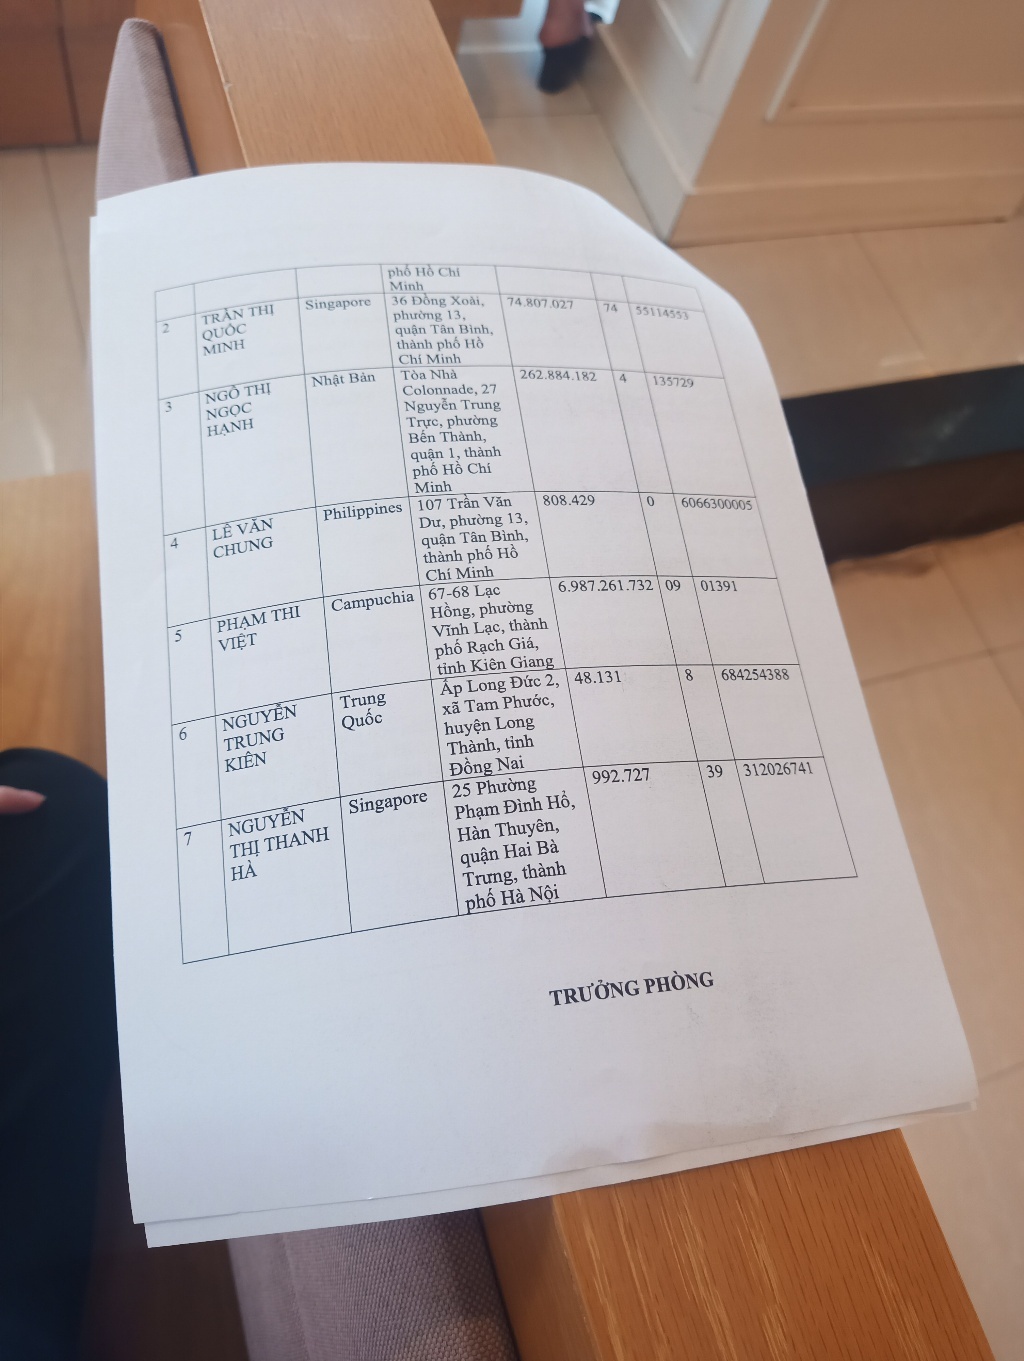 phố Hồ Chí
Minh
2
TRẦN THỊ
QUỐC
MINH
Singapore
36 Đồng Xoài,
phường 13,
quận Tân Bình,
thành phố Hồ
Chí Minh
74.807.027
74
55114553
3
NGÔ THỊ
NGỌC
HẠNH
Nhật Bản
Tòa Nhà
Colonnade, 27
Nguyễn Trung
Trực, phường
Bến Thành,
quận 1, thành
phố Hồ Chí
Minh
262.884.182
4
135729
4
LÊ VĂN
CHUNG
Philippines
107 Trần Văn
Dư, phường 13,
quận Tân Bình,
thành phố Hồ
Chí Minh
808.429
0
6066300005
5
PHẠM THI
VIỆT
Campuchia
67-68 Lạc
Hồng, phường
Vĩnh Lạc, thành
phố Rạch Giá,
tỉnh Kiên Giang
6.987.261.732
09
01391
6
NGUYỄN
TRUNG
KIÊN
Trung
Quốc
Ấp Long Đức 2,
xã Tam Phước,
huyện Long
Thành, tỉnh
Đồng Nai
48.131
8
684254388
7
NGUYỄN
THỊ THANH
HÀ
Singapore
25 Phường
Phạm Đình Hổ,
Hàn Thuyên,
quận Hai Bà
Trưng, thành
phố Hà Nội
992.727
39
312026741
TRƯỞNG PHÒNG